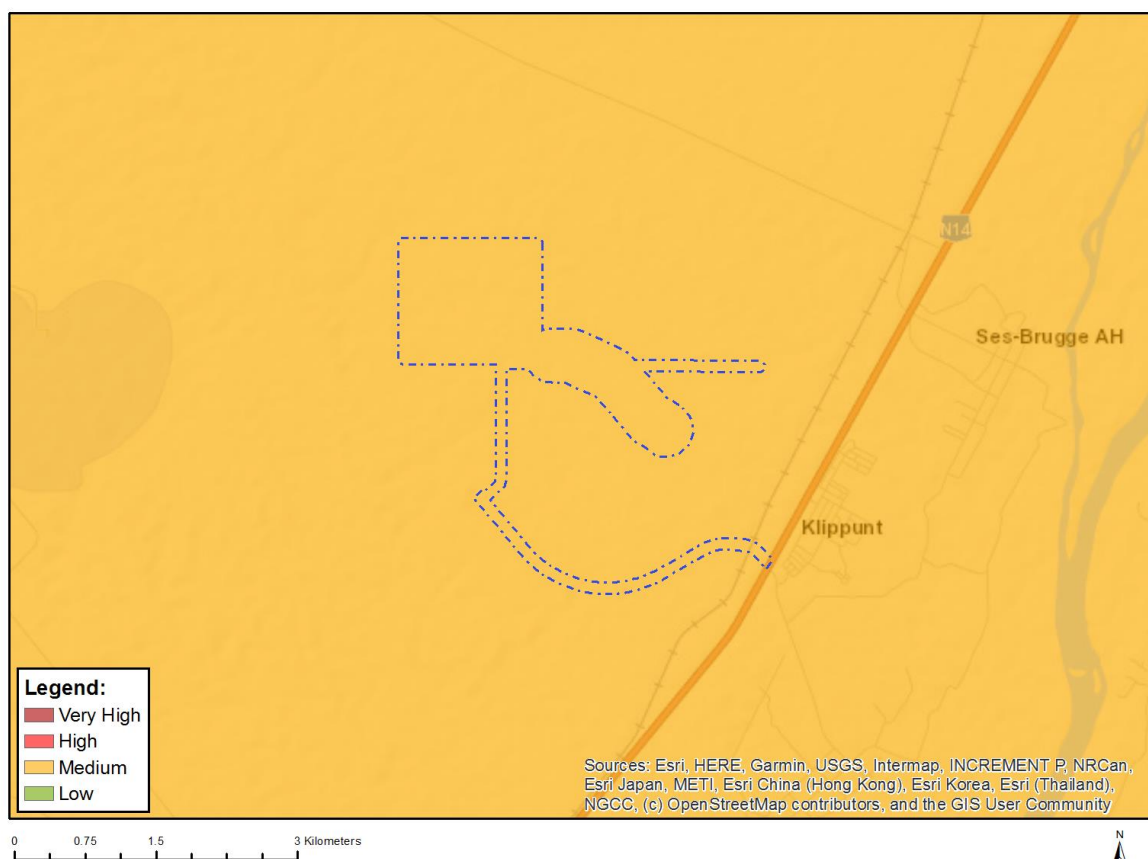 N14
Ses-Brugge AH
Klippunt
Legend:
Very High
High
Medium
Low
Sources: Esri, HERE, Garmin, USGS, Intermap, INCREMENT P, NRCan,
Esri Japan, METI, Esri China (Hong Kong), Esri Korea, Esri (Thailand),
NGCC, (c) OpenStreetMap contributors, and the GIS User Community
0 0.75 1.5 3 Kilometers
N